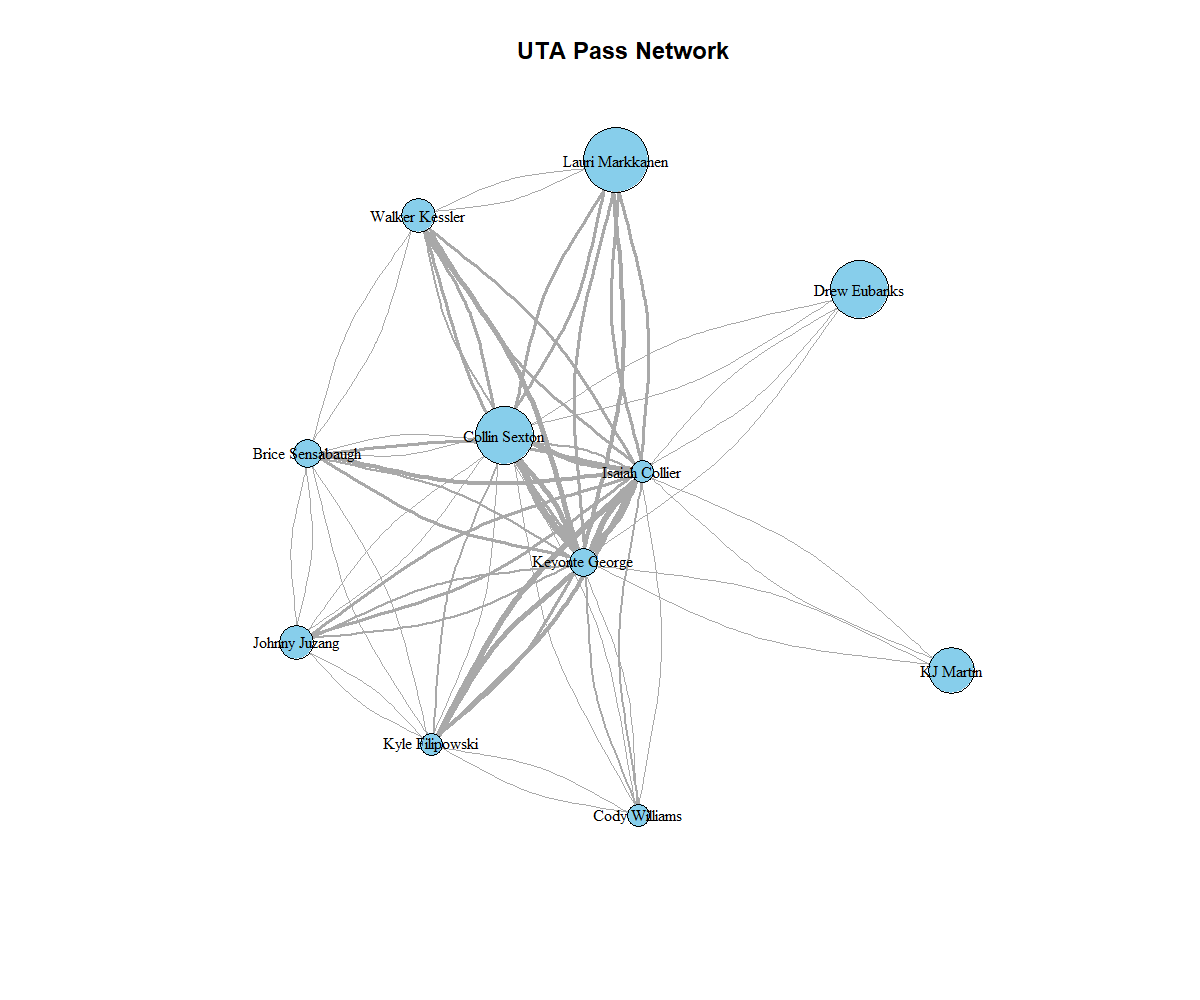 UTA Pass Network
Lauri Markkanen
Walker Kessler
Drew Eubanks
Collin Sexton
Brice Sensabaugh
Isaiah Collier
Keyonte George
Johnny Juzang
KJ Martin
Kyle Filipowski
Cody Williams